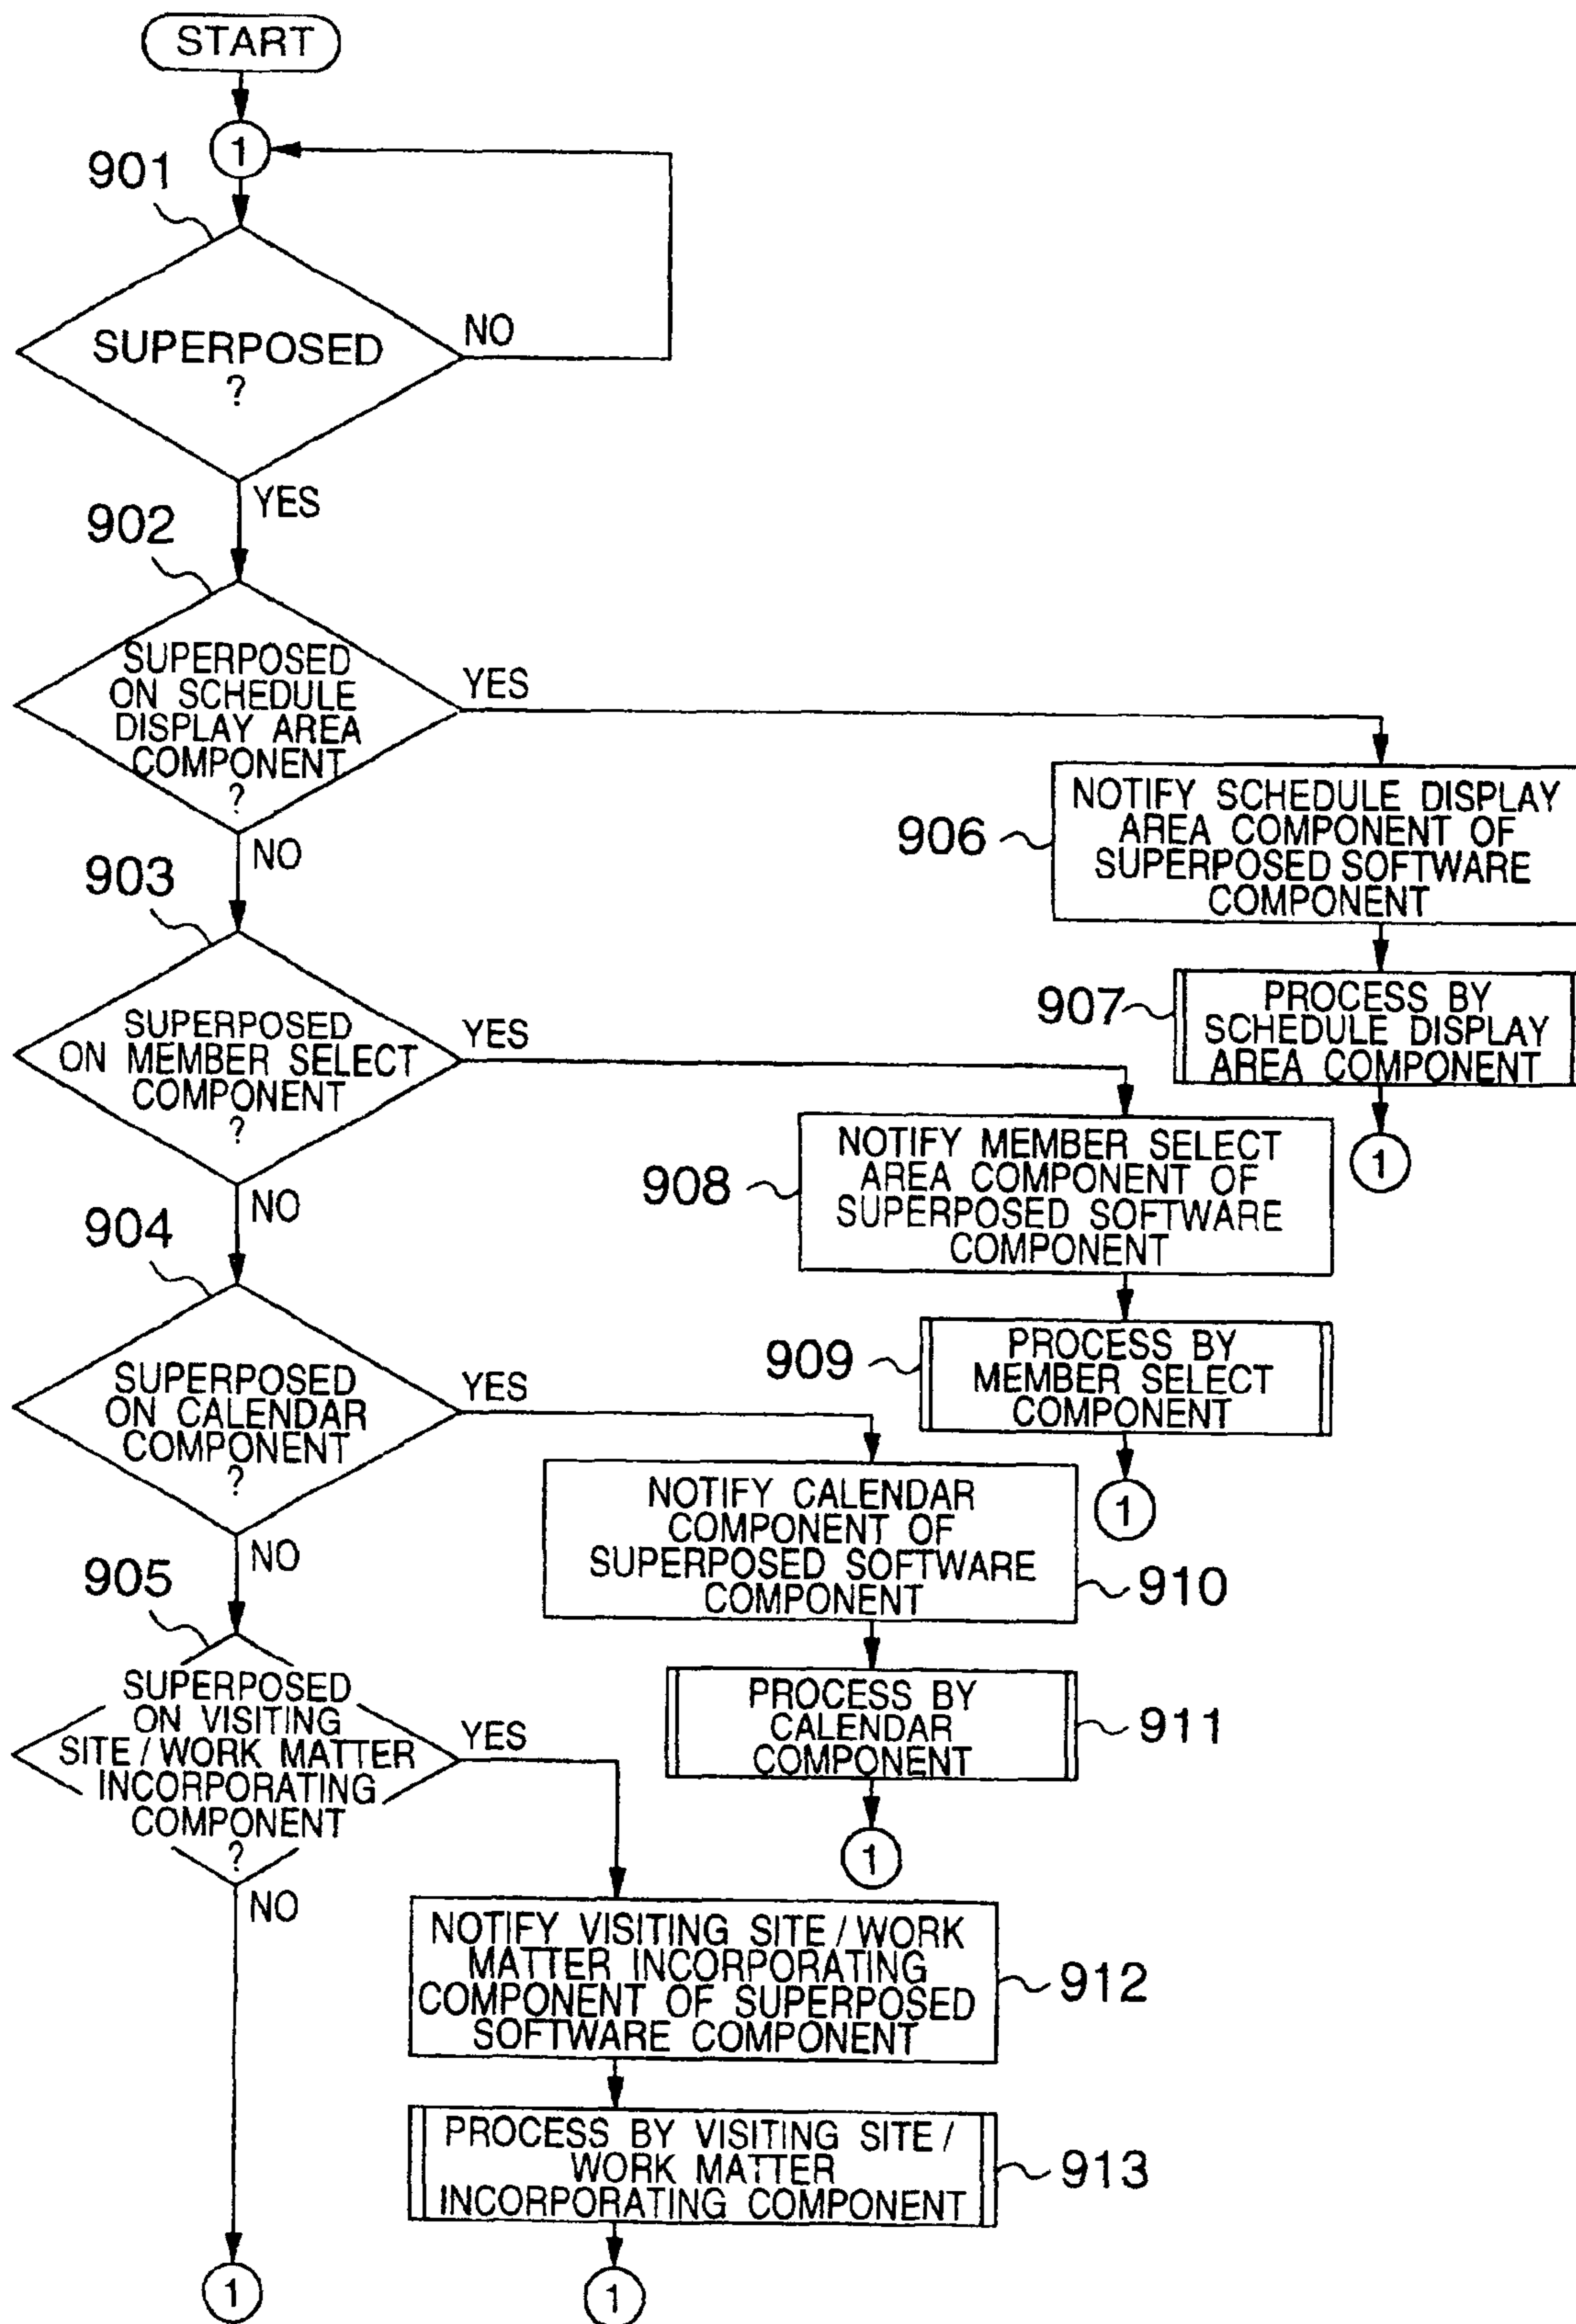 START
1
901
SUPERPOSED
?
NO
YES
902
SUPERPOSED
ON SCHEDULE
DISPLAY AREA
COMPONENT
?
YES
NO
906
NOTIFY SCHEDULE DISPLAY
AREA COMPONENT OF
SUPERPOSED SOFTWARE
COMPONENT
907
PROCESS BY
SCHEDULE DISPLAY
AREA COMPONENT
1
903
SUPERPOSED
ON MEMBER SELECT
COMPONENT
?
YES
NO
908
NOTIFY MEMBER SELECT
AREA COMPONENT OF
SUPERPOSED SOFTWARE
COMPONENT
909
PROCESS BY
MEMBER SELECT
COMPONENT
1
904
SUPERPOSED
ON CALENDAR
COMPONENT
?
YES
NO
NOTIFY CALENDAR
COMPONENT OF
SUPERPOSED SOFTWARE
COMPONENT
910
PROCESS BY
CALENDAR
COMPONENT
911
1
905
SUPERPOSED
ON VISITING
SITE / WORK MATTER
INCORPORATING
COMPONENT
?
YES
NO
NOTIFY VISITING SITE / WORK
MATTER INCORPORATING
COMPONENT OF SUPERPOSED
SOFTWARE COMPONENT
912
PROCESS BY VISITING SITE /
WORK MATTER
INCORPORATING COMPONENT
913
1
1